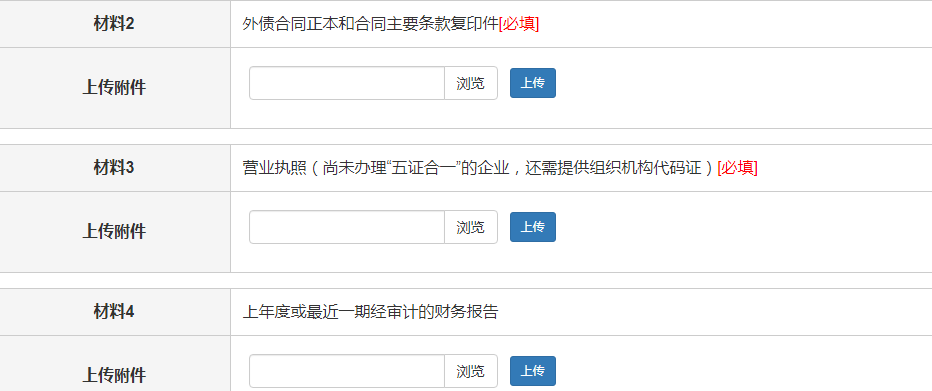 材料2 外债合同正本和合同主要条款复印件[必填]
上传附件 浏览 上传
材料3 营业执照（尚未办理“五证合一”的企业，还需提供组织机构代码证）[必填]
上传附件 浏览 上传
材料4 上年度或最近一期经审计的财务报告
上传附件 浏览 上传